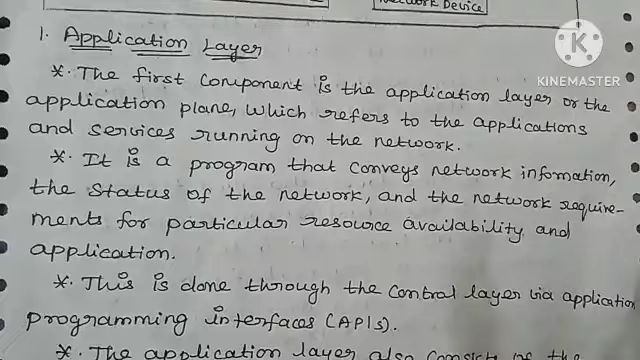 Network Device
1. Application Layer
*. The first component is the application layer or the
application plane, which refers to the applications
and services running on the network.
*. It is a program that conveys network infomation,
the status of the network, and the network require-
ments for particular resource availability and
application.
*. This is done through the control layer via application
programming interfaces (APIs).
*. The application layer also consists of the
KINEMASTER